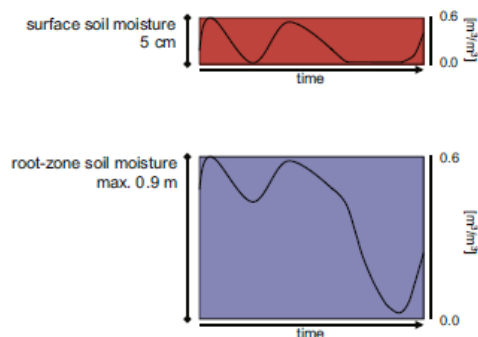 surface soil moisture
5 cm
0.6
[m³/m³]
0.0
time
root-zone soil moisture
max. 0.9 m
0.6
[m³/m³]
0.0
time